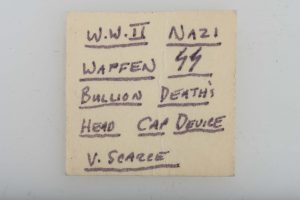 W.W.II NAZI
WAFFEN SS
BULLION DEATH'S
HEAD CAP DEVICE
V. SCARCE